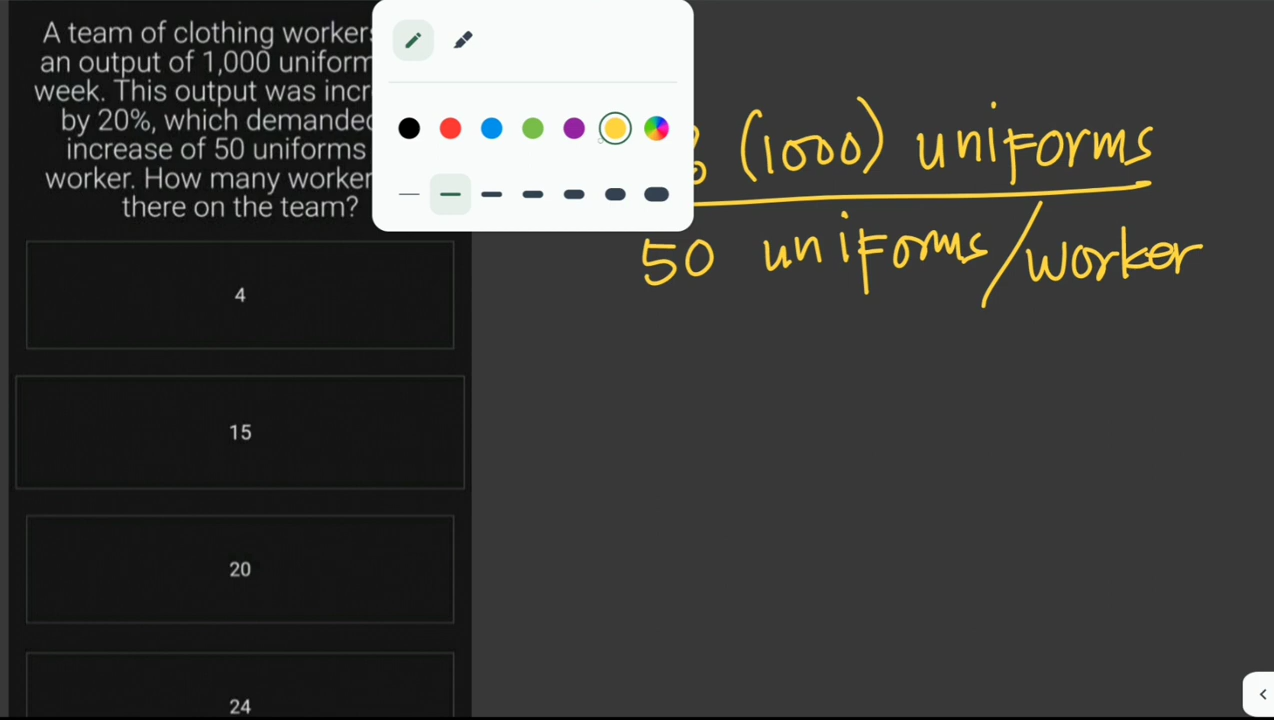 A team of clothing worker
an output of 1,000 uniform
week. This output was incr
by 20%, which demanded
increase of 50 uniforms
worker. How many worker
there on the team?
4
15
20
24
(1000) uniforms
50 uniforms/worker